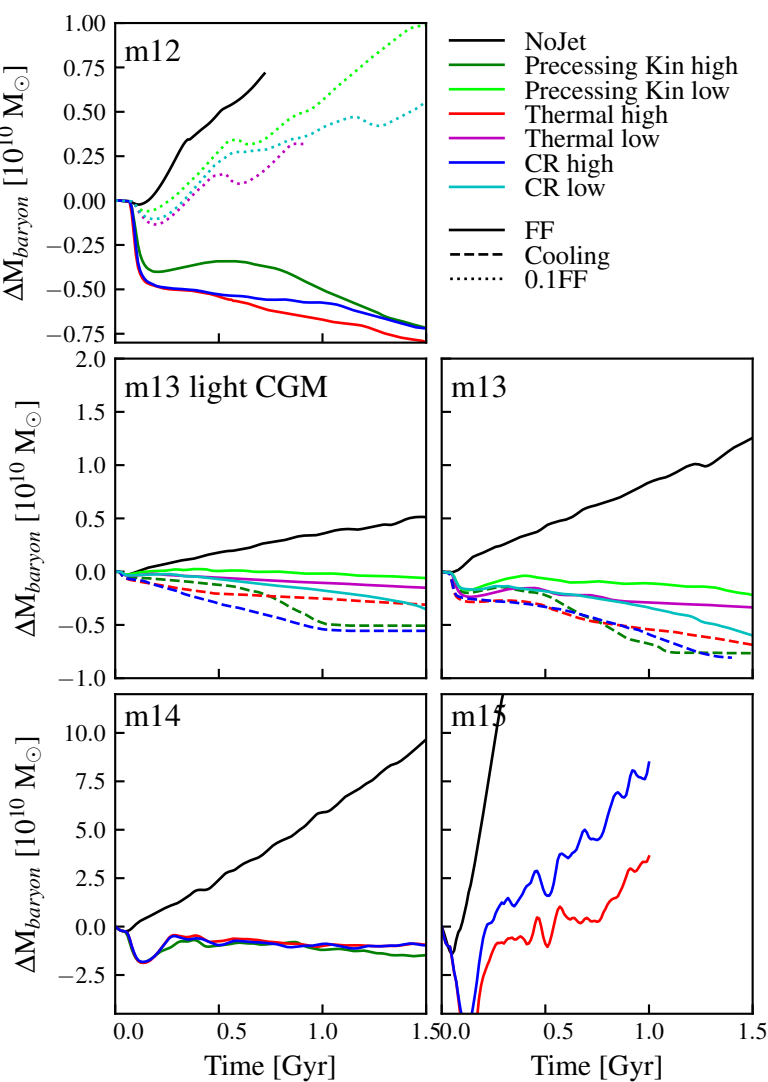 m12
1.00
0.75
0.50
0.25
0.00
−0.25
−0.50
−0.75
ΔM_baryon [10^10 M_⊙]
NoJet
Precessing Kin high
Precessing Kin low
Thermal high
Thermal low
CR high
CR low
FF
Cooling
0.1FF
m13 light CGM
m13
2.0
1.5
1.0
0.5
0.0
−0.5
−1.0
ΔM_baryon [10^10 M_⊙]
m14
m15
10.0
7.5
5.0
2.5
0.0
−2.5
ΔM_baryon [10^10 M_⊙]
0.0 0.5 1.0 1.5
0.0 0.5 1.0 1.5
Time [Gyr]
Time [Gyr]